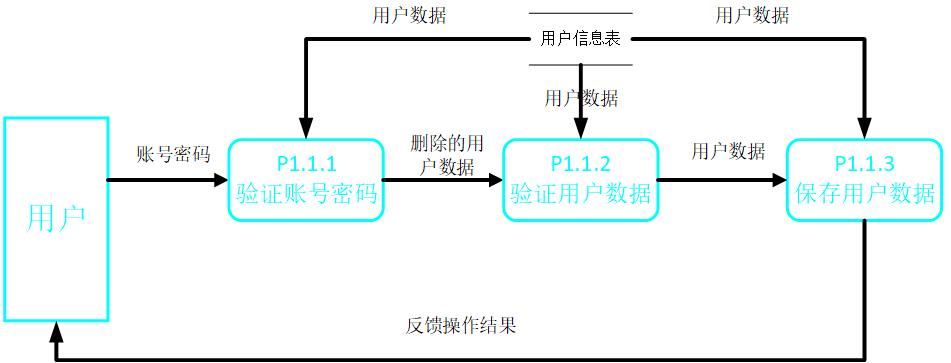 用户数据
用户数据
用户信息表
用户数据
账号密码
删除的用
户数据
用户数据
P1.1.1
验证账号密码
P1.1.2
验证用户数据
P1.1.3
保存用户数据
用户
反馈操作结果